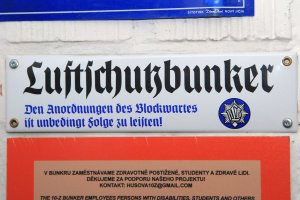 Luftschutzbunker
Den Anordnungen des Blockwartes
ist unbedingt Folge zu leisten!
V BUNKRU ZAMĚSTNÁVÁME ZDRAVOTNĚ POSTIŽENÉ, STUDENTY A ZDRAVÉ LIDI.
DĚKUJEME ZA PODPORU NAŠEHO PROJEKTU!
KONTAKT: HUSOVA10Z@GMAIL.COM
THE 10-Z BUNKER EMPLOYEES PERSONS WITH DISABILITIES, STUDENTS AND OTHERS